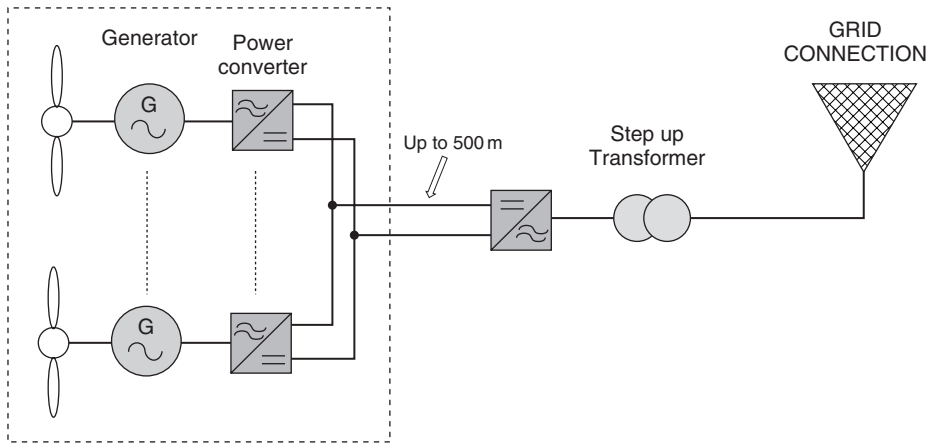 Generator
Power
converter
GRID
CONNECTION
G
Up to 500 m
Step up
Transformer
G